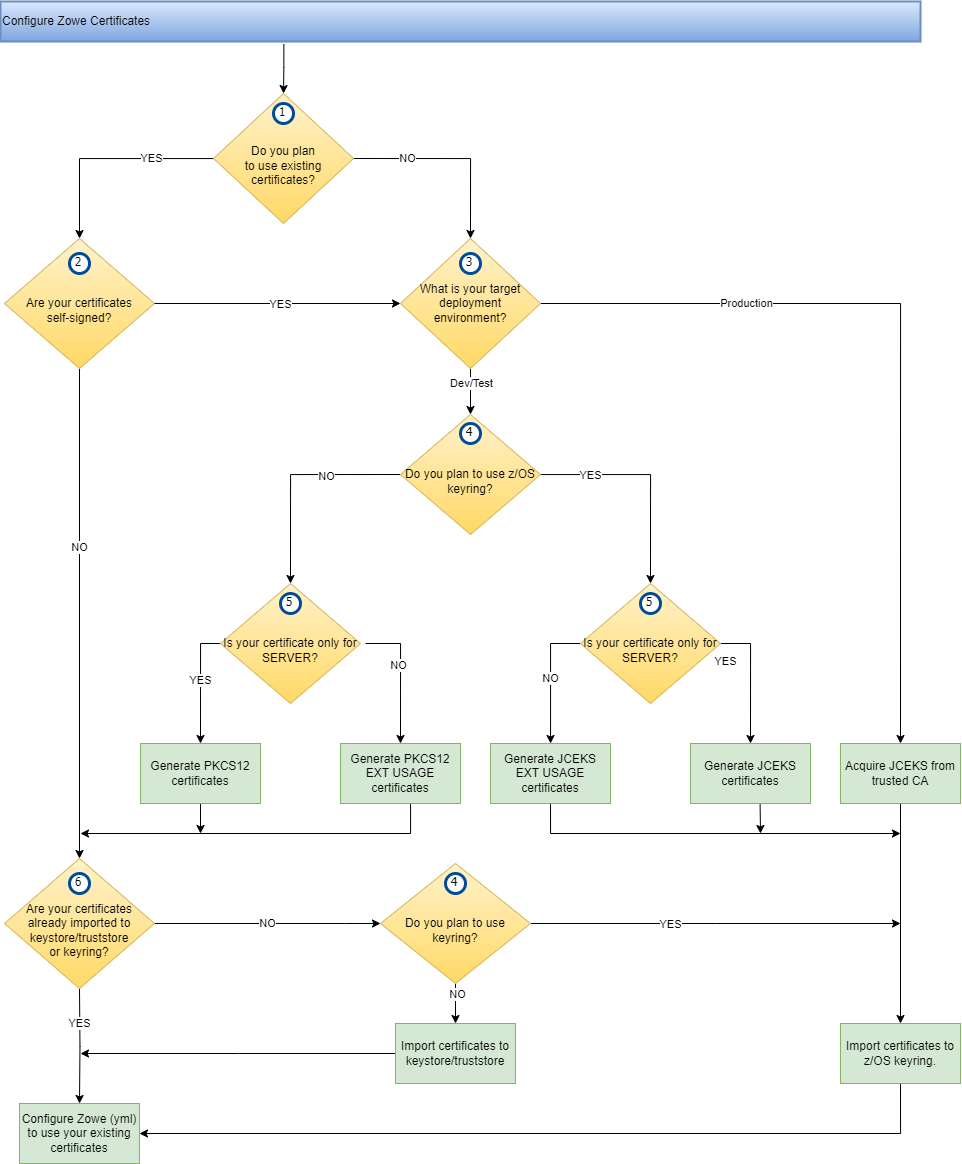 Configure Zowe Certificates
1
Do you plan
to use existing
certificates?
YES
NO
2
Are your certificates
self-signed?
YES
3
What is your target
deployment
environment?
Production
Dev/Test
4
Do you plan to use z/OS
keyring?
NO
YES
NO
5
Is your certificate only for
SERVER?
YES
NO
5
Is your certificate only for
SERVER?
NO
YES
Generate PKCS12
certificates
Generate PKCS12
EXT USAGE
certificates
Generate JCEKS
EXT USAGE
certificates
Generate JCEKS
certificates
Acquire JCEKS from
trusted CA
6
Are your certificates
already imported to
keystore/truststore
or keyring?
NO
4
Do you plan to use
keyring?
YES
NO
YES
Import certificates to
keystore/truststore
Import certificates to
z/OS keyring.
Configure Zowe (yml)
to use your existing
certificates